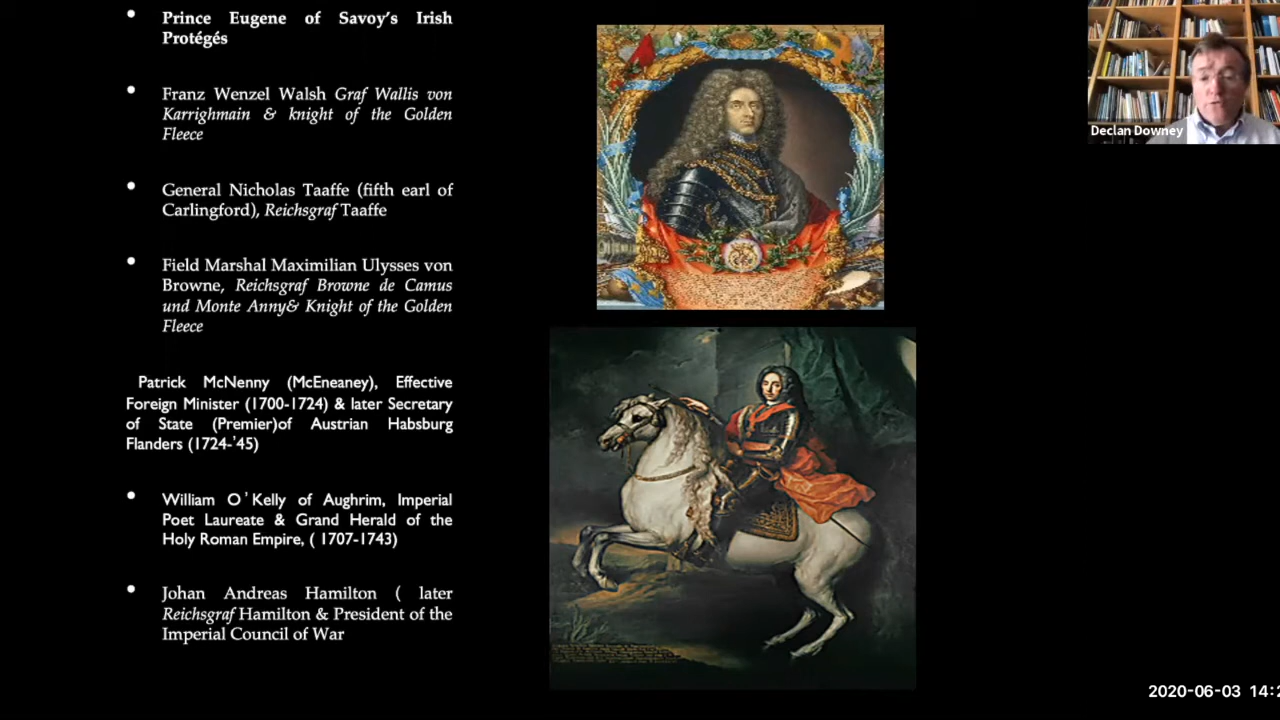 Prince Eugene of Savoy’s Irish
Protégés
Franz Wenzel Walsh Graf Wallis von
Karrighmain & knight of the Golden
Fleece
General Nicholas Taaffe (fifth earl of
Carlingford), Reichsgraf Taaffe
Field Marshal Maximilian Ulysses von
Browne, Reichsgraf Browne de Camus
und Monte Anny& Knight of the Golden
Fleece
Patrick McNenny (McEneaney), Effective
Foreign Minister (1700-1724) & later Secretary
of State (Premier)of Austrian Habsburg
Flanders (1724-'45)
William O'Kelly of Aughrim, Imperial
Poet Laureate & Grand Herald of the
Holy Roman Empire, ( 1707-1743)
Johan Andreas Hamilton ( later
Reichsgraf Hamilton & President of the
Imperial Council of War
Declan Downey
2020-06-03 14:2